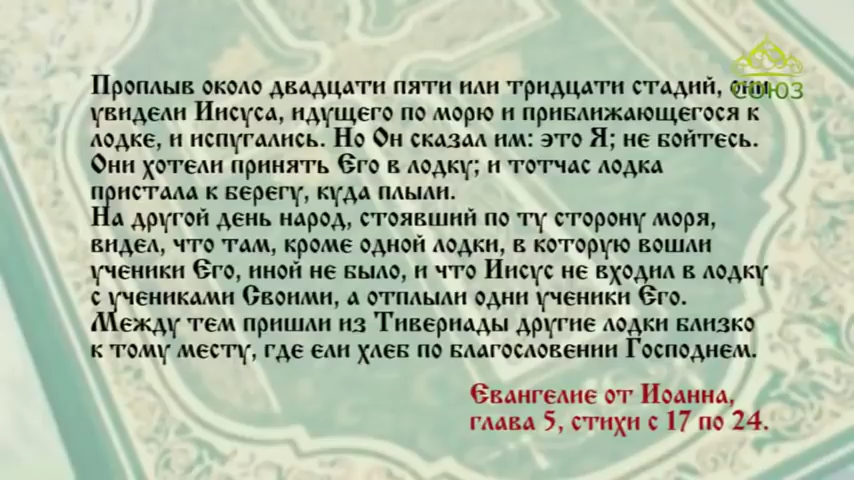 Проплыв около двадцати пяти или тридцати стадий, они
увидели Иисуса, идущего по морю и приближающегося к
лодке, и испугались. Но Он сказал им: это Я; не бойтесь.
Они хотели принять Его в лодку; и тотчас лодка
пристала к берегу, куда плыли.
На другой день народ, стоявший по ту сторону моря,
видел, что там, кроме одной лодки, в которую вошли
ученики Его, иной не было, и что Иисус не входил в лодку
с учениками Своими, а отплыли одни ученики Его.
Между тем пришли из Тивериады другие лодки близко
к тому месту, где ели хлеб по благословении Господнем.
Евангелие от Иоанна,
глава 5, стихи с 17 по 24.
СОЮЗ